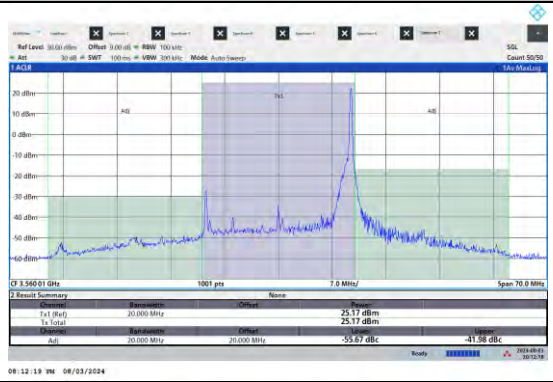 Ref Level 30.00 dBm Offset 9.00 dB RBW 100 kHz SGL
Att 30 dB SWT 100 ms VBW 300 kHz Mode Auto Sweep Count 50/50
1 ACLR 1Av MaxLog
20 dBm
Tx1
10 dBm Adj Adj
0 dBm
-10 dBm
-20 dBm
-30 dBm
-40 dBm
-50 dBm
-60 dBm
CF 3.56001 GHz 1001 pts 7.0 MHz/ Span 70.0 MHz
2 Result Summary None
Channel Bandwidth Offset Power
Tx1 (Ref) 20.000 MHz 25.17 dBm
Tx Total 25.17 dBm
Channel Bandwidth Offset Lower Upper
Adj 20.000 MHz 20.000 MHz -55.67 dBc -41.98 dBc
Ready
08:12:19 PM 08/03/2024